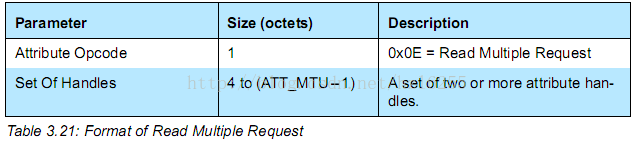 Parameter Size (octets) Description
Attribute Opcode 1 0x0E = Read Multiple Request
Set Of Handles 4 to (ATT_MTU – 1) A set of two or more attribute han-
dles.
Table 3.21: Format of Read Multiple Request